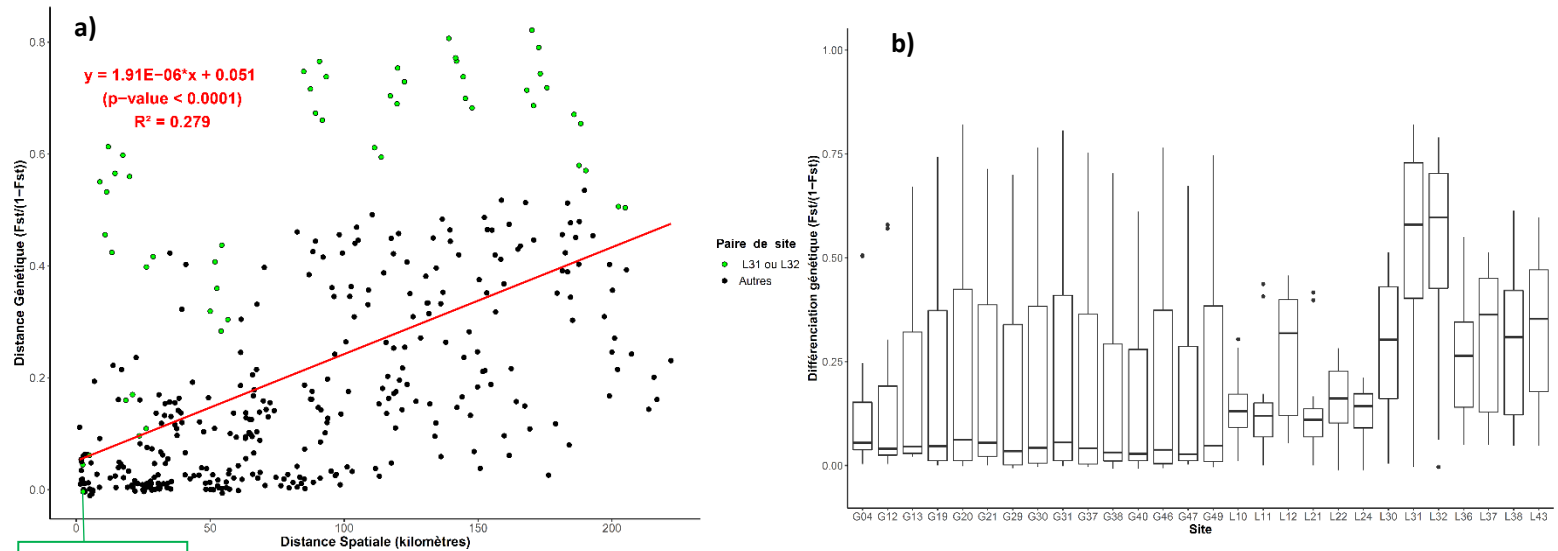 a)
y = 1.91E−06*x + 0.051
(p−value < 0.0001)
R² = 0.279
Distance Génétique (Fst/(1−Fst))
0.8
0.6
0.4
0.2
0.0
0 50 100 150 200
Distance Spatiale (kilomètres)
Paire de site
L31 ou L32
Autres
b)
Différenciation génétique (Fst/(1−Fst))
1.00
0.75
0.50
0.25
0.00
G04 G12 G13 G19 G20 G21 G29 G30 G31 G37 G38 G40 G46 G47 G49 L10 L11 L12 L21 L22 L24 L30 L31 L32 L36 L37 L38 L43
Site